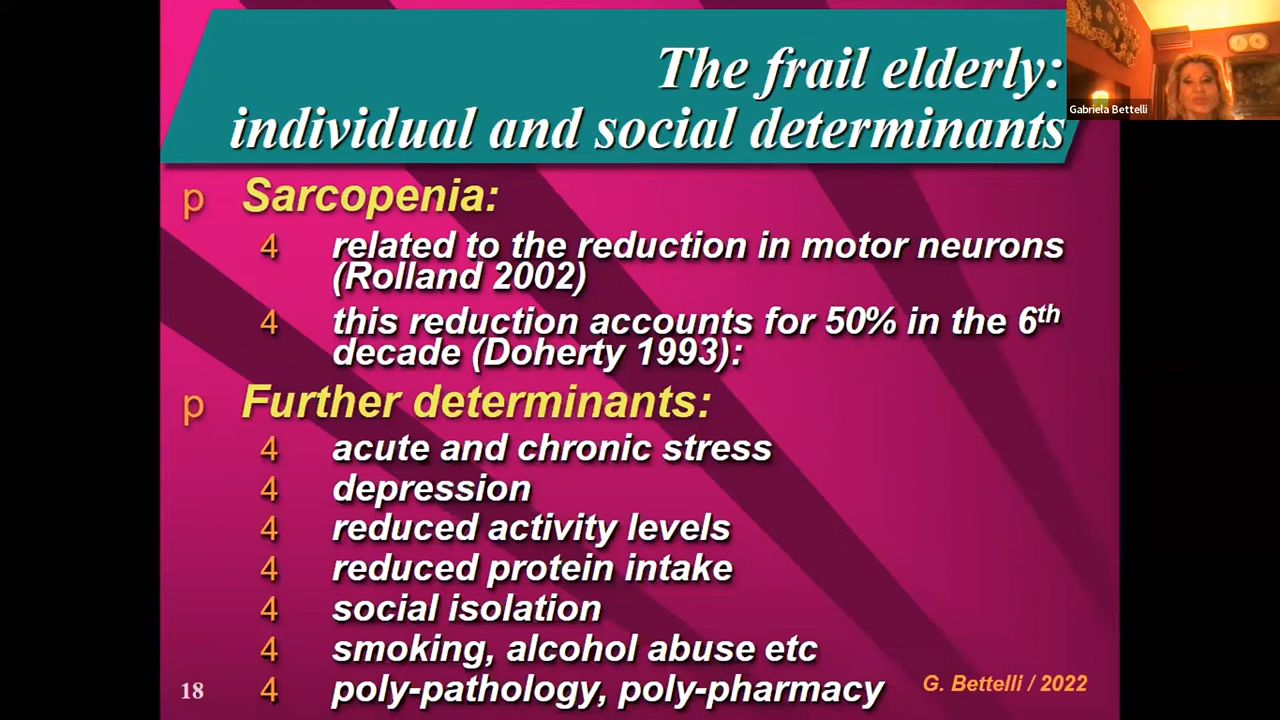 The frail elderly:
individual and social determinants
Gabriela Bettelli
p Sarcopenia:
4 related to the reduction in motor neurons
(Rolland 2002)
4 this reduction accounts for 50% in the 6th
decade (Doherty 1993):
p Further determinants:
4 acute and chronic stress
4 depression
4 reduced activity levels
4 reduced protein intake
4 social isolation
4 smoking, alcohol abuse etc
4 poly-pathology, poly-pharmacy
18
G. Bettelli / 2022